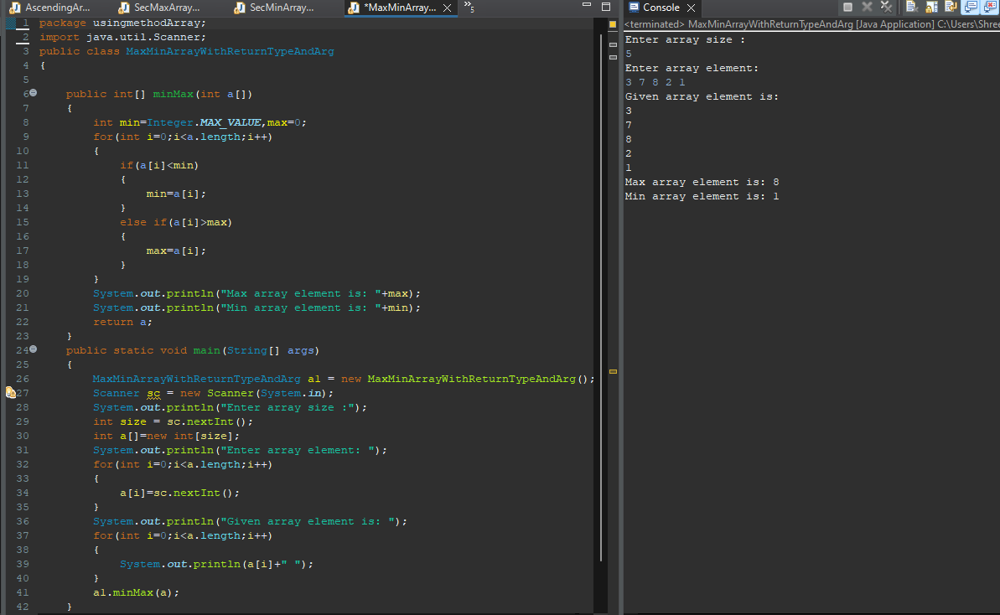 AscendingAr...
SecMaxArray...
SecMinArray...
*MaxMinArray...
5
1 package usingmethodArray;
2 import java.util.Scanner;
3 public class MaxMinArrayWithReturnTypeAndArg
4 {
5
6 public int[] minMax(int a[])
7 {
8 int min=Integer.MAX_VALUE,max=0;
9 for(int i=0;i<a.length;i++)
10 {
11 if(a[i]<min)
12 {
13 min=a[i];
14 }
15 else if(a[i]>max)
16 {
17 max=a[i];
18 }
19 }
20 System.out.println("Max array element is: "+max);
21 System.out.println("Min array element is: "+min);
22 return a;
23 }
24 public static void main(String[] args)
25 {
26 MaxMinArrayWithReturnTypeAndArg al = new MaxMinArrayWithReturnTypeAndArg();
27 Scanner sc = new Scanner(System.in);
28 System.out.println("Enter array size :");
29 int size = sc.nextInt();
30 int a[]=new int[size];
31 System.out.println("Enter array element: ");
32 for(int i=0;i<a.length;i++)
33 {
34 a[i]=sc.nextInt();
35 }
36 System.out.println("Given array element is: ");
37 for(int i=0;i<a.length;i++)
38 {
39 System.out.println(a[i]+" ");
40 }
41 al.minMax(a);
42 }
Console
<terminated> MaxMinArrayWithReturnTypeAndArg [Java Application] C:\Users\Shree
Enter array size :
5
Enter array element:
3 7 8 2 1
Given array element is:
3
7
8
2
1
Max array element is: 8
Min array element is: 1